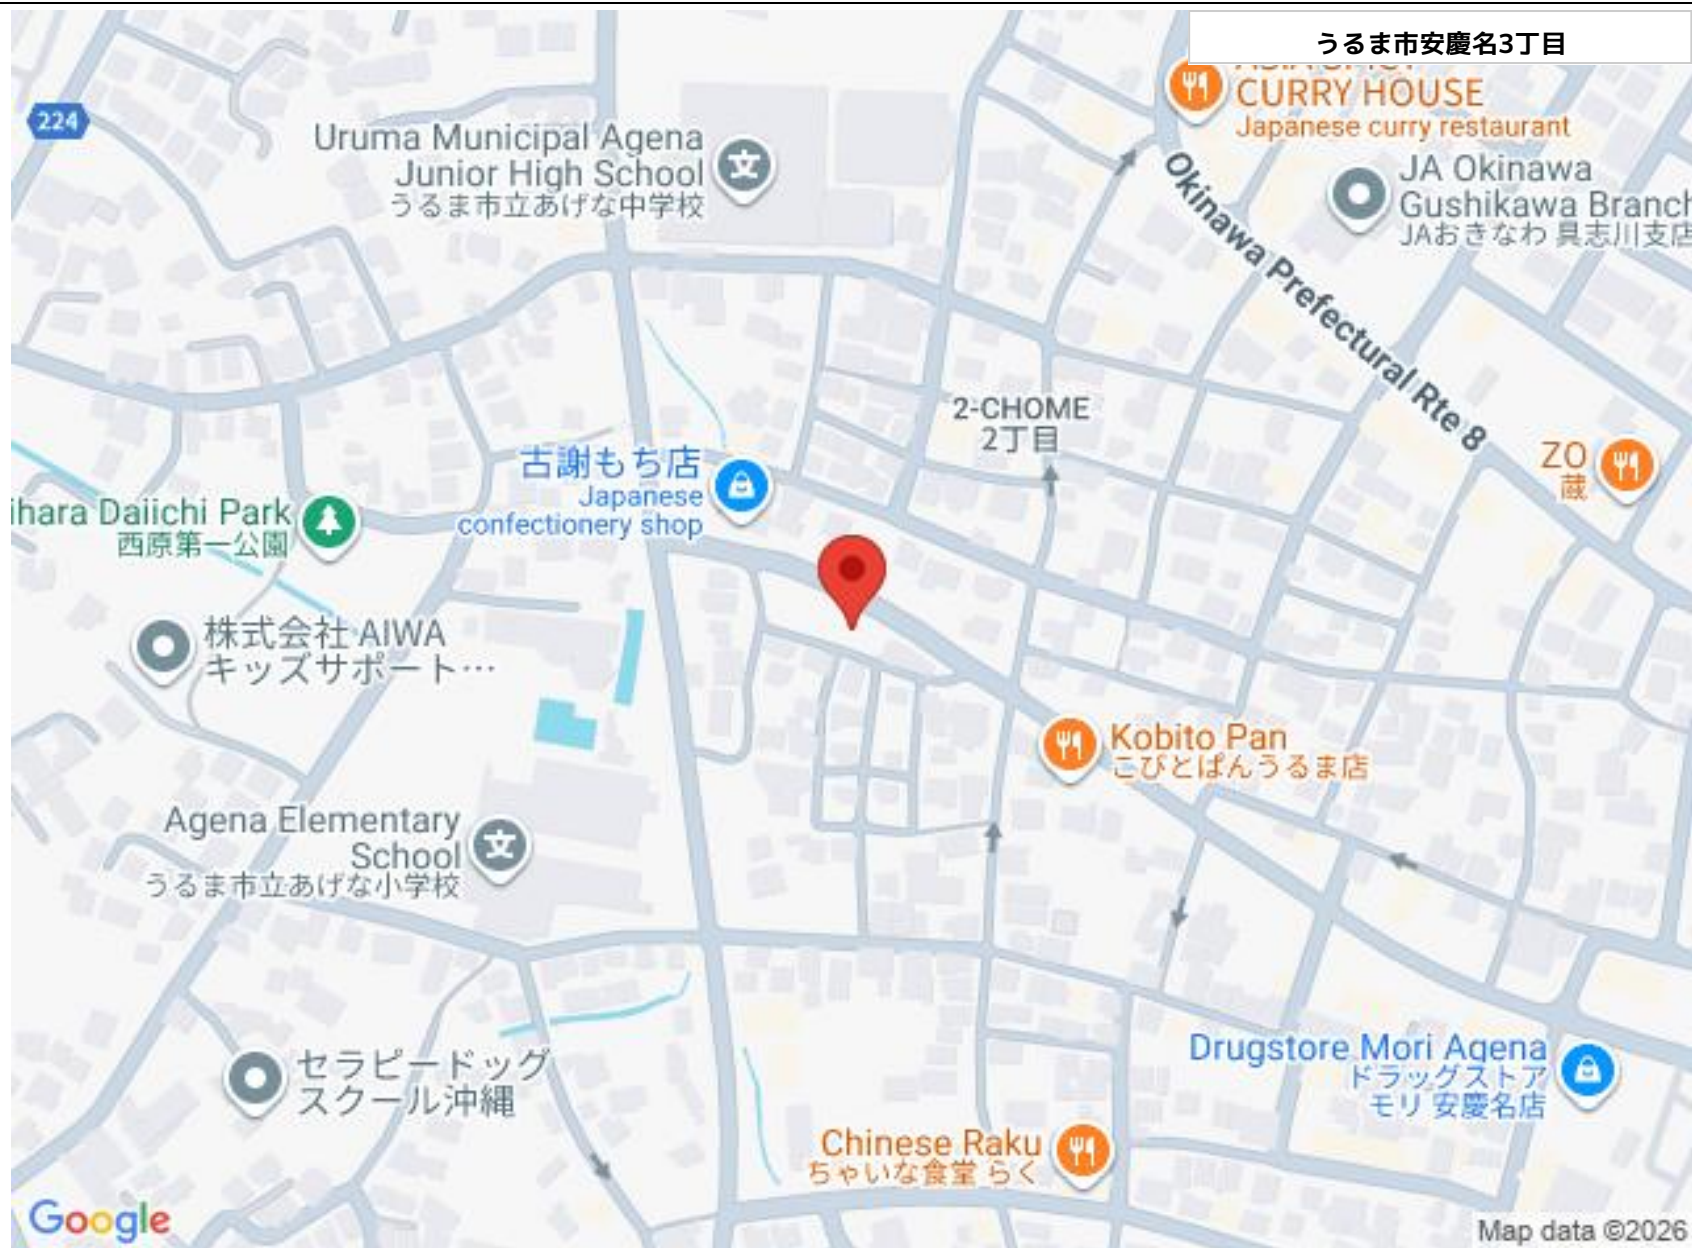 うるま市安慶名3丁目
CURRY HOUSE
Japanese curry restaurant
224
Uruma Municipal Agena
Junior High School
うるま市立あげな中学校
JA Okinawa
Gushikawa Branch
JAおきなわ 具志川支店
Okinawa Prefectural Rte 8
2-CHOME
2丁目
ZO
蔵
古謝もち店
Japanese
confectionery shop
ihara Daiichi Park
西原第一公園
株式会社 AIWA
キッズサポート…
Kobito Pan
こびとぱんうるま店
Agena Elementary
School
うるま市立あげな小学校
セラピードッグ
スクール沖縄
Drugstore Mori Agena
ドラッグストア
モリ 安慶名店
Chinese Raku
ちゃいな食堂 らく
Google
Map data ©2026